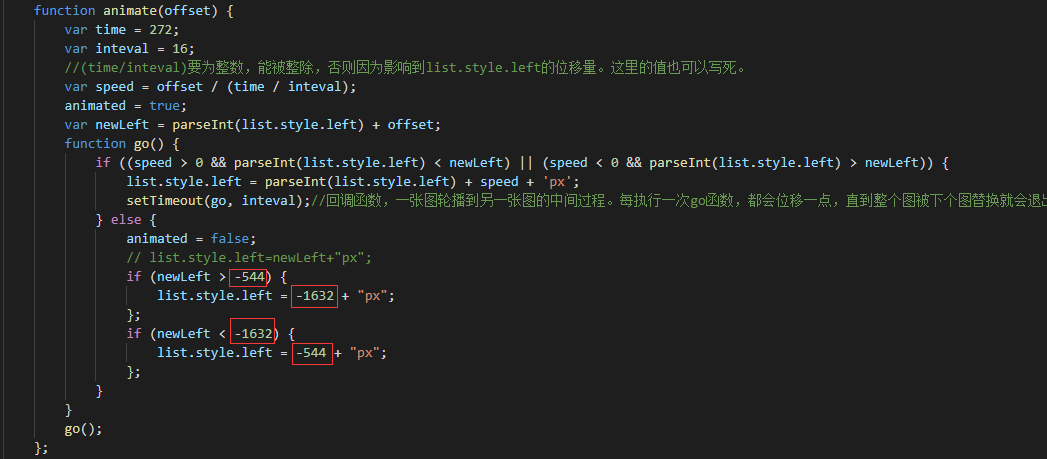 function animate(offset) {
var time = 272;
var inteval = 16;
//(time/inteval)要为整数，能被整除，否则因为影响到list.style.left的位移量。这里的值也可以写死。
var speed = offset / (time / inteval);
animated = true;
var newLeft = parseInt(list.style.left) + offset;
function go() {
if ((speed > 0 && parseInt(list.style.left) < newLeft) || (speed < 0 && parseInt(list.style.left) > newLeft)) {
list.style.left = parseInt(list.style.left) + speed + 'px';
setTimeout(go, inteval);//回调函数，一张图轮播到另一张图的中间过程。每执行一次go函数，都会位移一点，直到整个图被下个图替换就会退出
} else {
animated = false;
// list.style.left=newLeft+"px";
if (newLeft > -544) {
list.style.left = -1632 + "px";
};
if (newLeft < -1632) {
list.style.left = -544 + "px";
};
}
}
go();
};